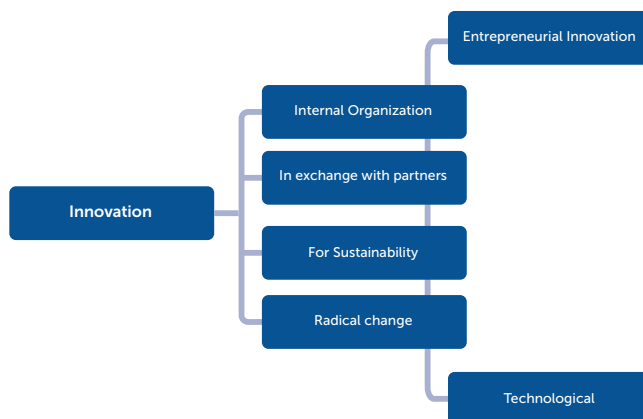 Entrepreneurial Innovation
Internal Organization
In exchange with partners
Innovation
For Sustainability
Radical change
Technological